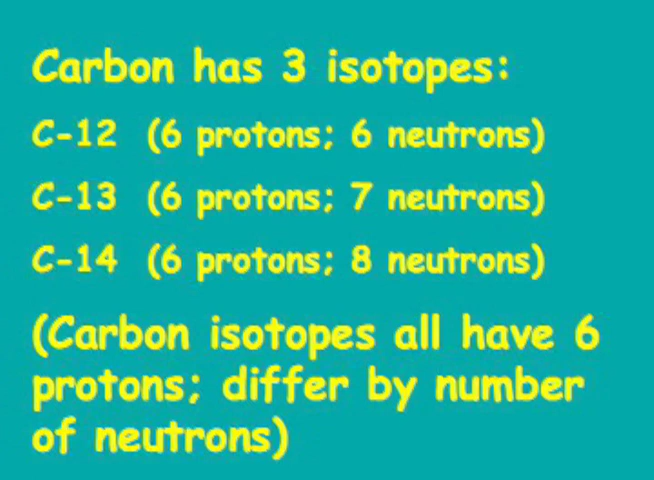 Carbon has 3 isotopes:
C-12 (6 protons; 6 neutrons)
C-13 (6 protons; 7 neutrons)
C-14 (6 protons; 8 neutrons)
(Carbon isotopes all have 6
protons; differ by number
of neutrons)